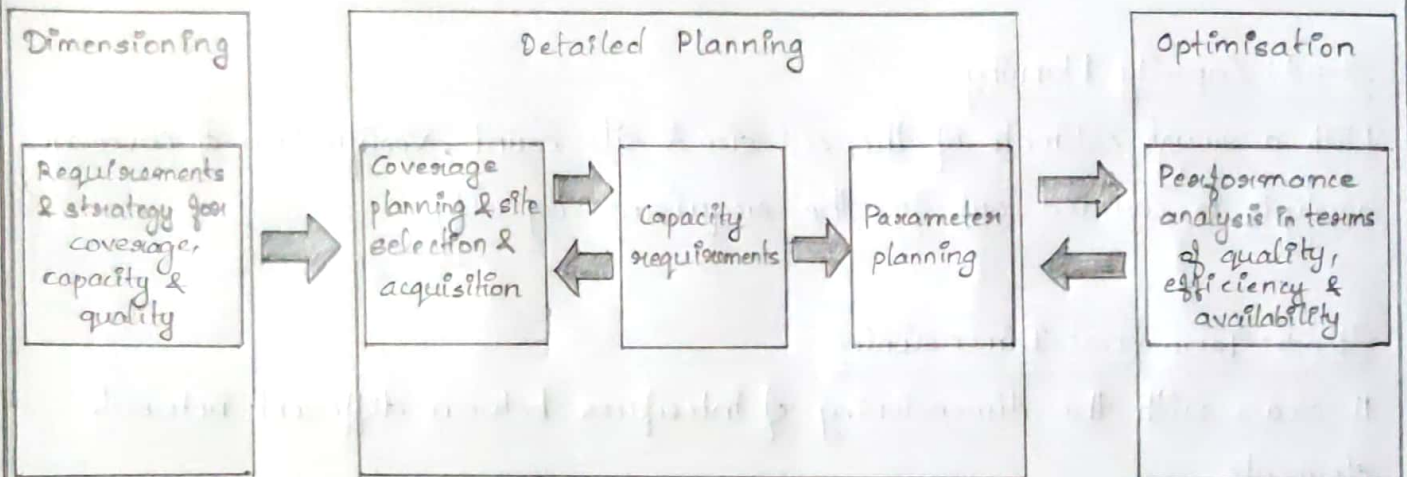 Dimensioning
Requirements
& strategy for
coverage,
capacity &
quality
Detailed Planning
Coverage
planning & site
selection &
acquisition
Capacity
requirements
Parameter
planning
Optimisation
Performance
analysis in terms
of quality,
efficiency &
availability